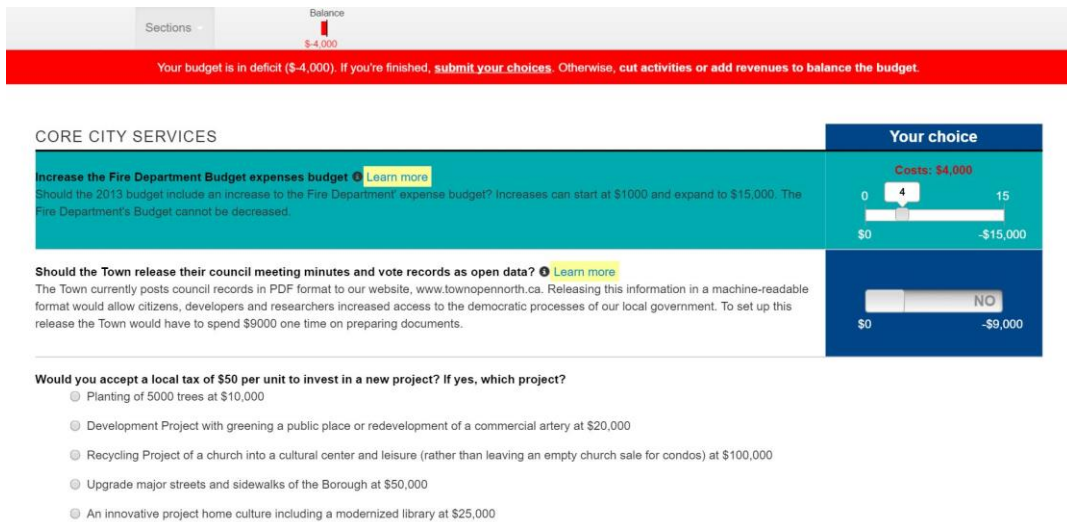 Sections
Balance
$-4,000
Your budget is in deficit ($-4,000). If you're finished, submit your choices. Otherwise, cut activities or add revenues to balance the budget.
CORE CITY SERVICES
Your choice
Increase the Fire Department Budget expenses budget Learn more
Should the 2013 budget include an increase to the Fire Department' expense budget? Increases can start at $1000 and expand to $15,000. The
Fire Department's Budget cannot be decreased.
Costs: $4,000
0 4 15
$0 -$15,000
Should the Town release their council meeting minutes and vote records as open data? Learn more
The Town currently posts council records in PDF format to our website, www.townopennorth.ca. Releasing this information in a machine-readable
format would allow citizens, developers and researchers increased access to the democratic processes of our local government. To set up this
release the Town would have to spend $9000 one time on preparing documents.
NO
$0 -$9,000
Would you accept a local tax of $50 per unit to invest in a new project? If yes, which project?
Planting of 5000 trees at $10,000
Development Project with greening a public place or redevelopment of a commercial artery at $20,000
Recycling Project of a church into a cultural center and leisure (rather than leaving an empty church sale for condos) at $100,000
Upgrade major streets and sidewalks of the Borough at $50,000
An innovative project home culture including a modernized library at $25,000